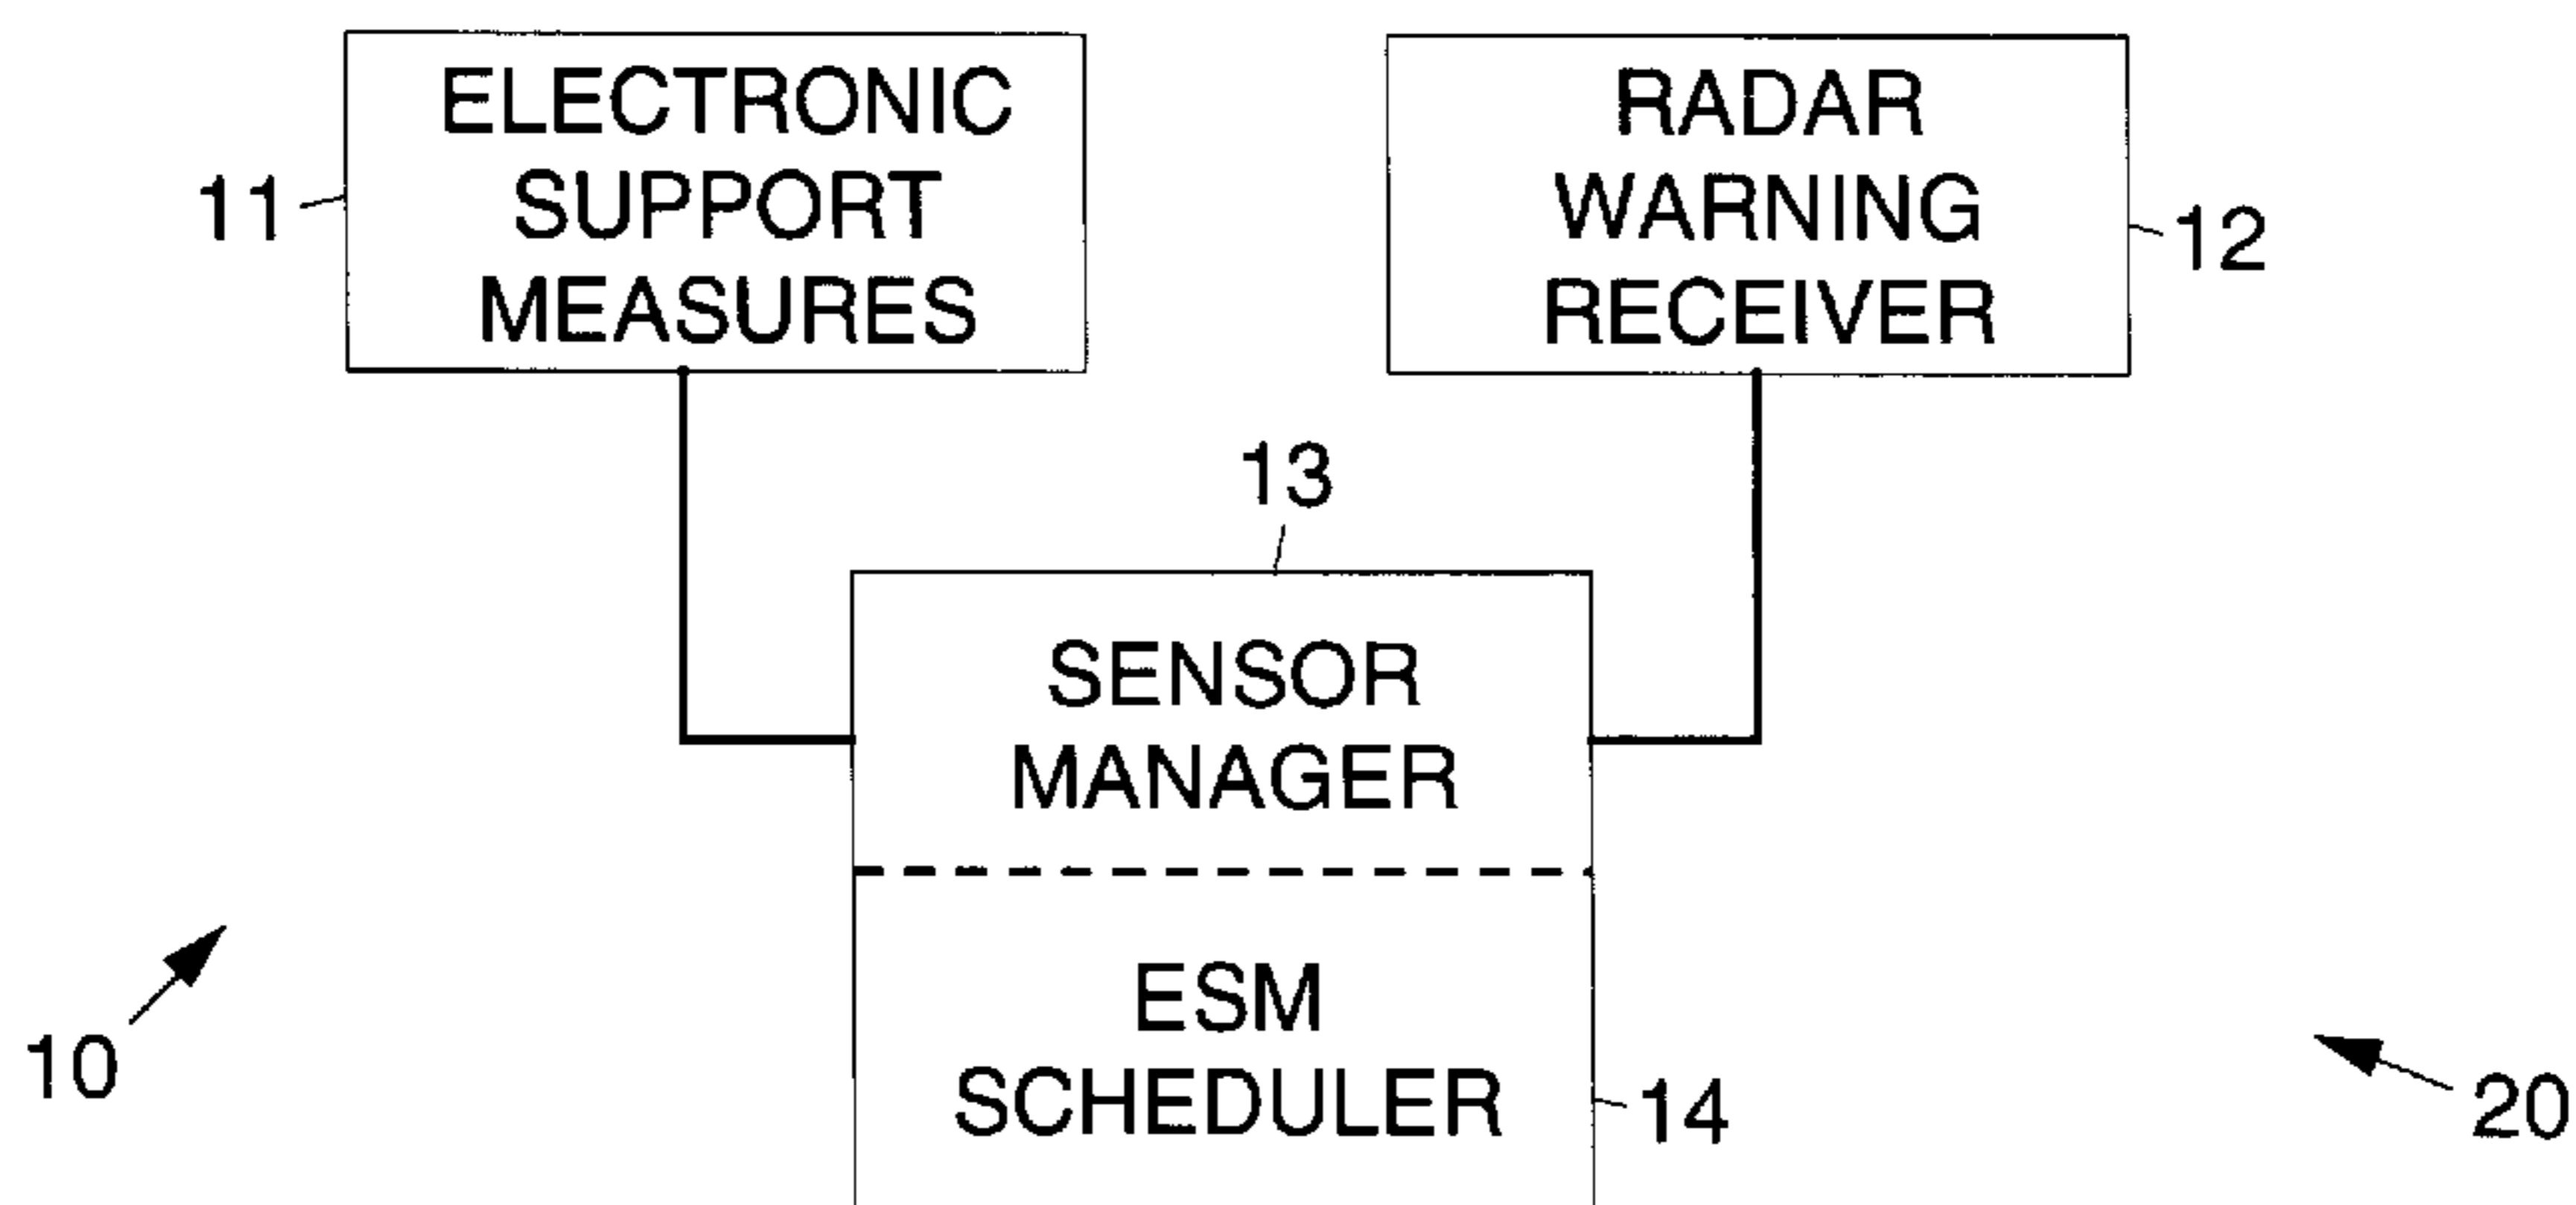 ELECTRONIC
SUPPORT
MEASURES
11
RADAR
WARNING
RECEIVER
12
13
SENSOR
MANAGER
ESM
SCHEDULER
14
10
20